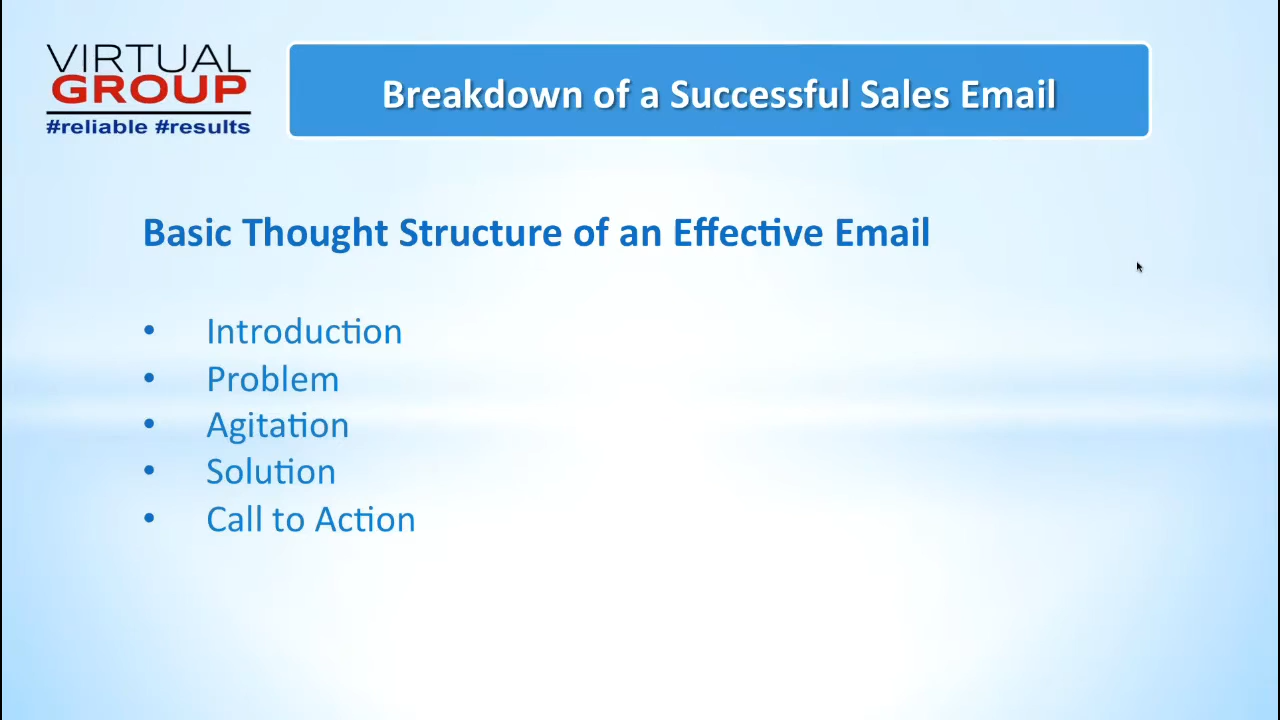 VIRTUAL
GROUP
#reliable #results
Breakdown of a Successful Sales Email
Basic Thought Structure of an Effective Email
• Introduction
• Problem
• Agitation
• Solution
• Call to Action